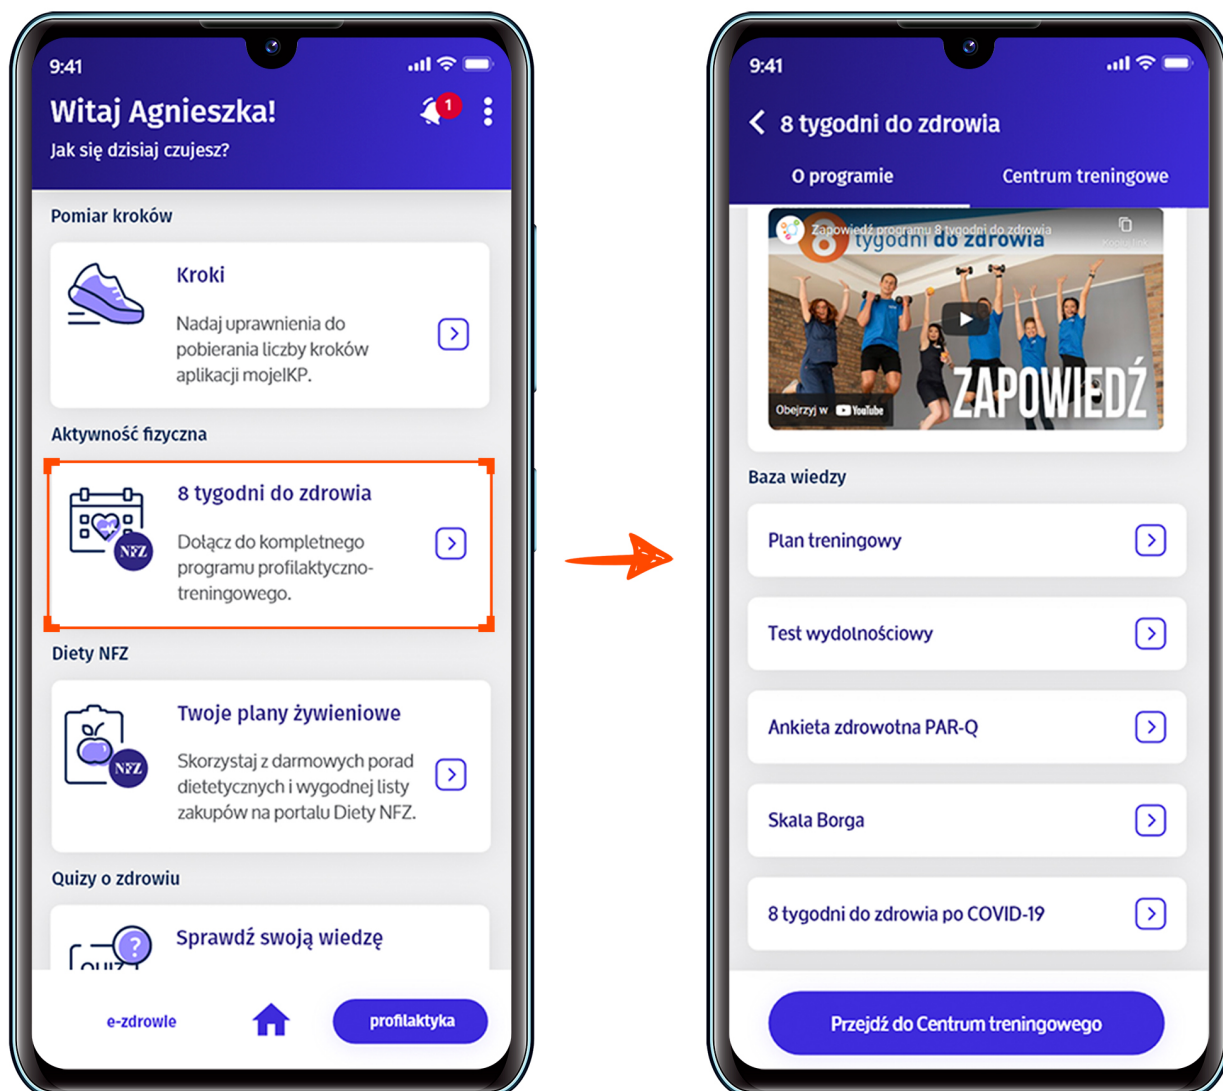 9:41
Witaj Agnieszka!
1
Jak się dzisiaj czujesz?
Pomiar kroków
Kroki
Nadaj uprawnienia do
pobierania liczby kroków
aplikacji mojeIKP.
Aktywność fizyczna
8 tygodni do zdrowia
NFZ
Dołącz do kompletnego
programu profilaktyczno-
treningowego.
Diety NFZ
Twoje plany żywieniowe
NFZ
Skorzystaj z darmowych porad
dietetycznych i wygodnej listy
zakupów na portalu Diety NFZ.
Quizy o zdrowiu
Sprawdź swoją wiedzę
?
QUIZ
e-zdrowie
profilaktyka
9:41
8 tygodni do zdrowia
O programie
Centrum treningowe
Zapowiedź programu 8 tygodni do zdrowia
8 tygodni do zdrowia
Kopiuj link
ZAPOWIEDŹ
Obejrzyj w YouTube
Baza wiedzy
Plan treningowy
Test wydolnościowy
Ankieta zdrowotna PAR-Q
Skala Borga
8 tygodni do zdrowia po COVID-19
Przejdź do Centrum treningowego